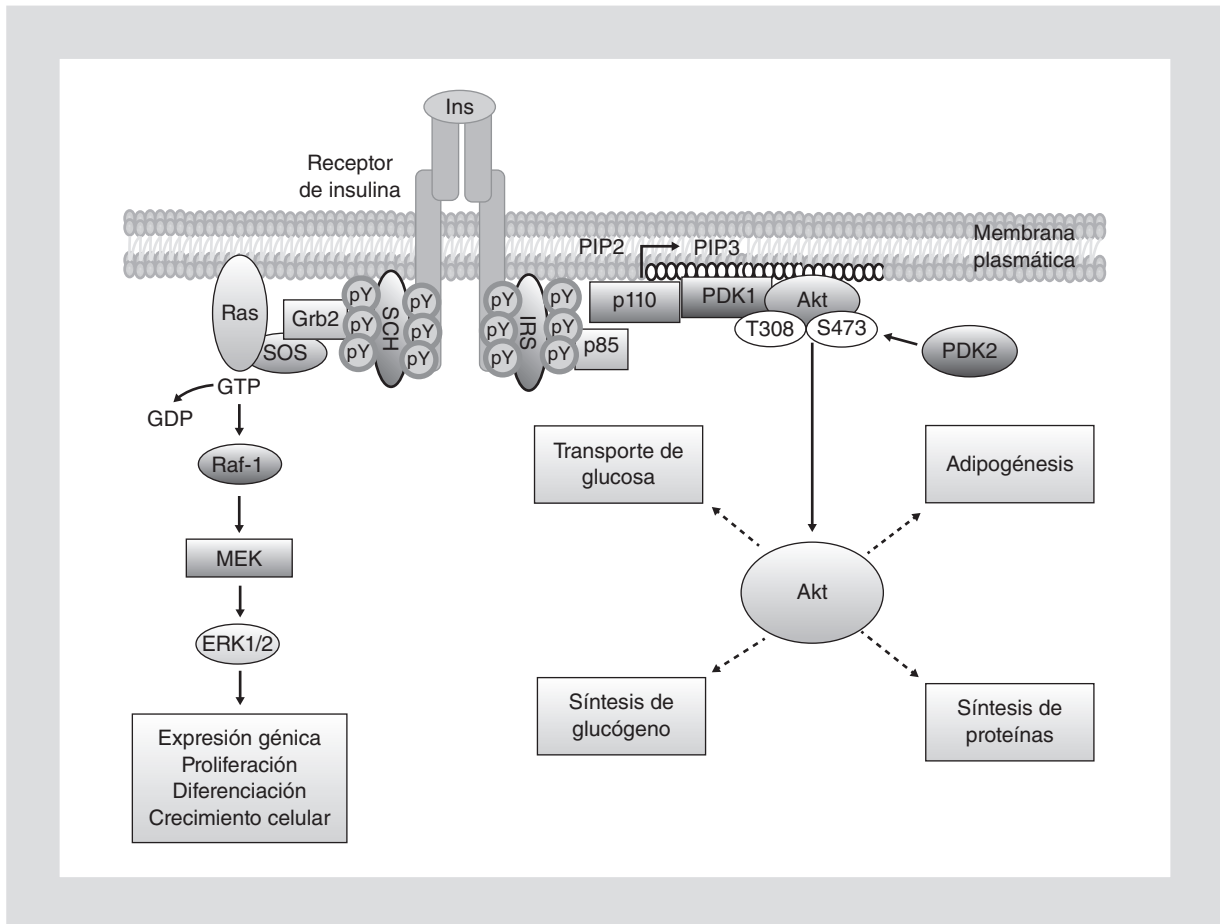 Ins
Receptor
de insulina
Membrana
plasmática
PIP2
PIP3
Ras
Grb2
SOS
pY
pY
pY
SCH
pY
pY
pY
pY
pY
pY
IRS
pY
pY
pY
p85
p110
PDK1
Akt
T308
S473
PDK2
GTP
GDP
Raf-1
MEK
ERK1/2
Expresión génica
Proliferación
Diferenciación
Crecimiento celular
Transporte de
glucosa
Adipogénesis
Akt
Síntesis de
glucógeno
Síntesis de
proteínas